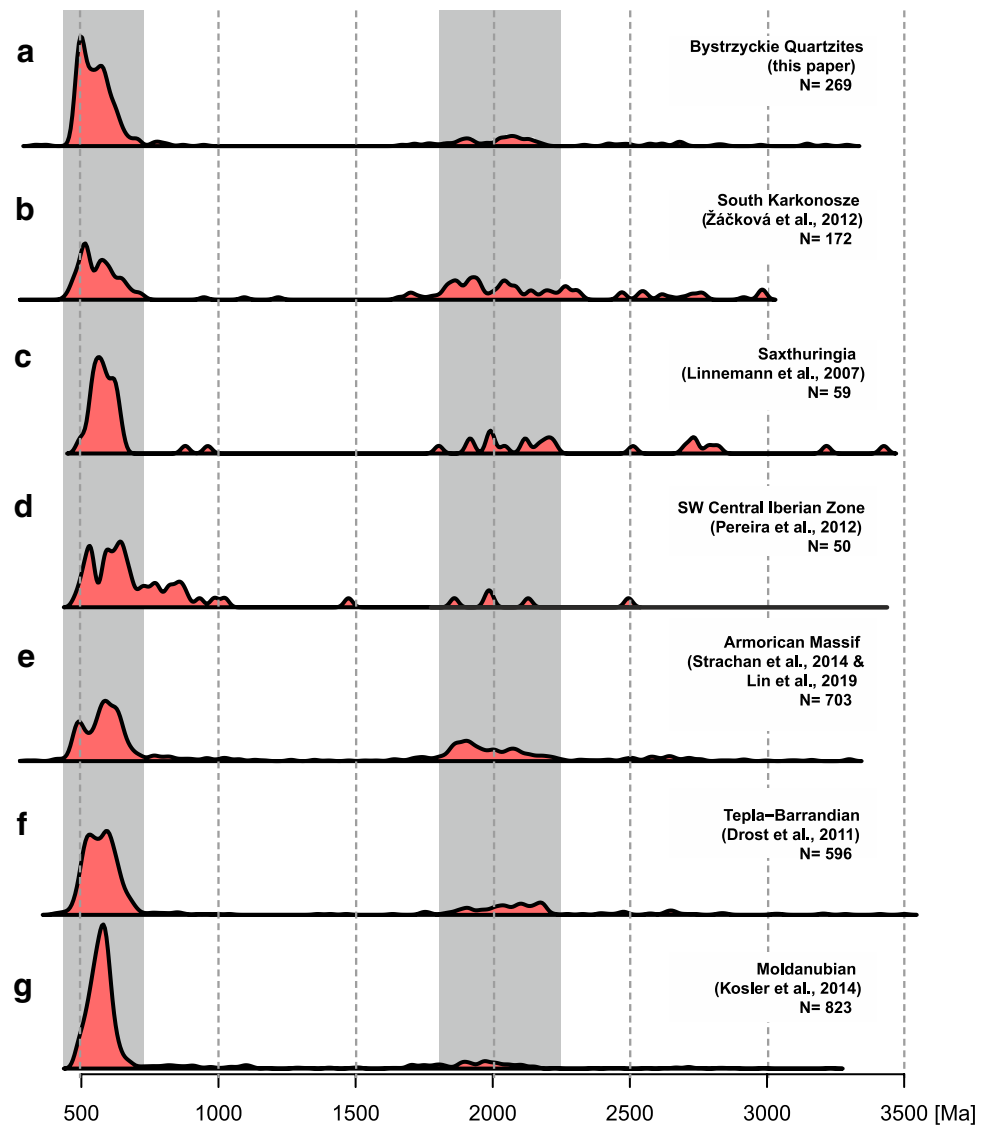 a
Bystrzyckie Quartzites
(this paper)
N= 269
b
South Karkonosze
(Žáčková et al., 2012)
N= 172
c
Saxthuringia
(Linnemann et al., 2007)
N= 59
d
SW Central Iberian Zone
(Pereira et al., 2012)
N= 50
e
Armorican Massif
(Strachan et al., 2014 &
Lin et al., 2019
N= 703
f
Tepla−Barrandian
(Drost et al., 2011)
N= 596
g
Moldanubian
(Kosler et al., 2014)
N= 823
500 1000 1500 2000 2500 3000 3500 [Ma]